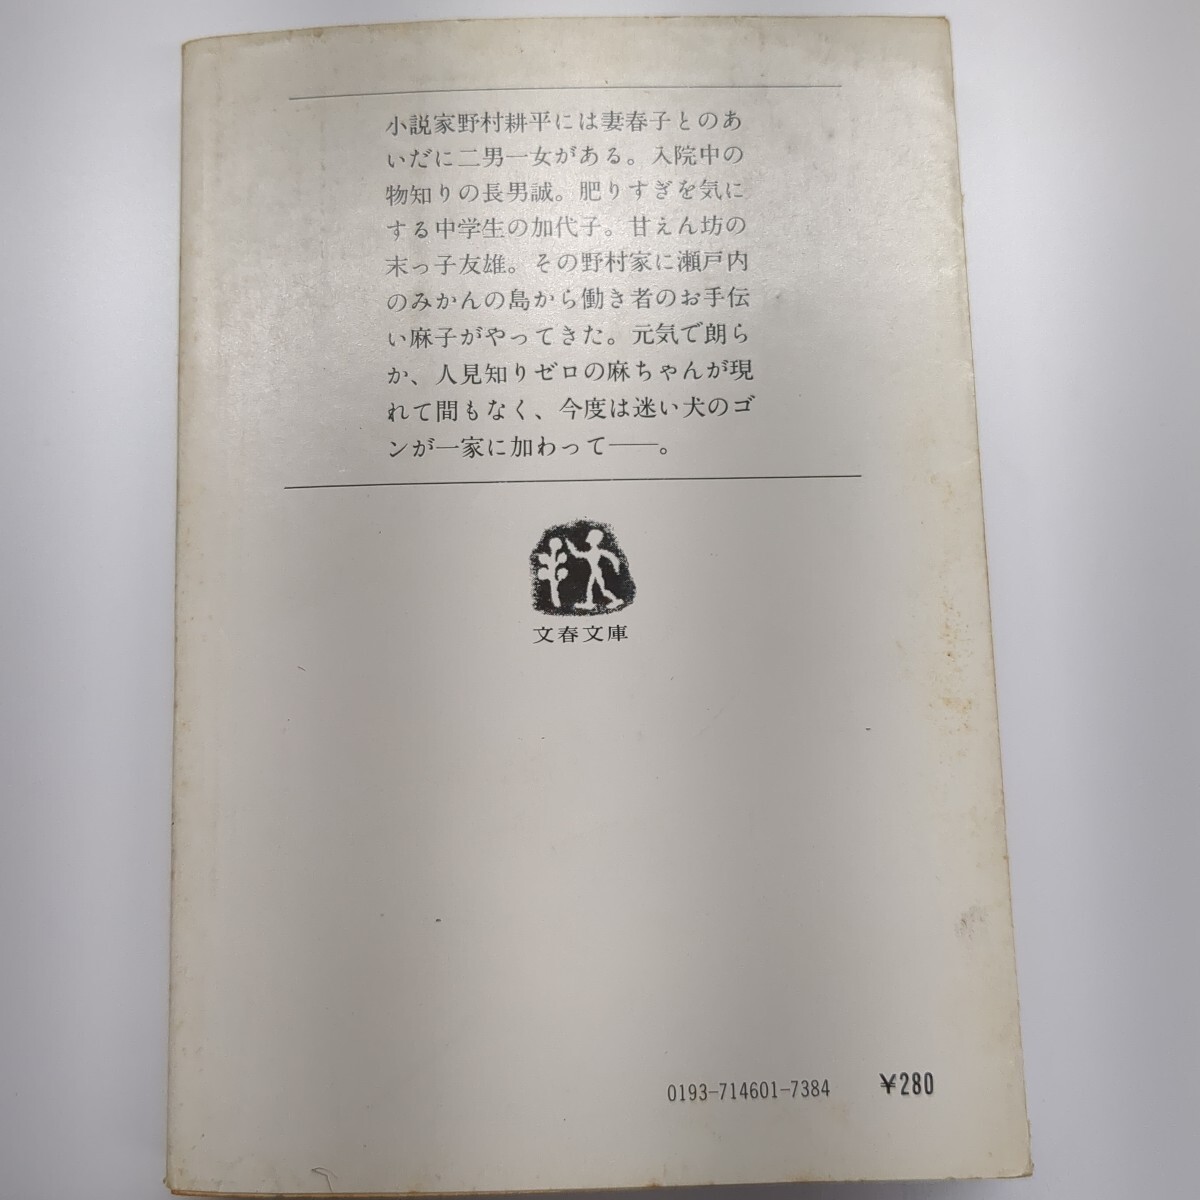 小説家野村耕平には妻春子とのあ
いだに二男一女がある。入院中の
物知りの長男誠。肥りすぎを気に
する中学生の加代子。甘えん坊の
末っ子友雄。その野村家に瀬戸内
のみかんの島から働き者のお手伝
い麻子がやってきた。元気で朗ら
か、人見知りゼロの麻ちゃんが現
れて間もなく、今度は迷い犬のゴ
ンが一家に加わって──。
文春文庫
0193-714601-7384 ¥280